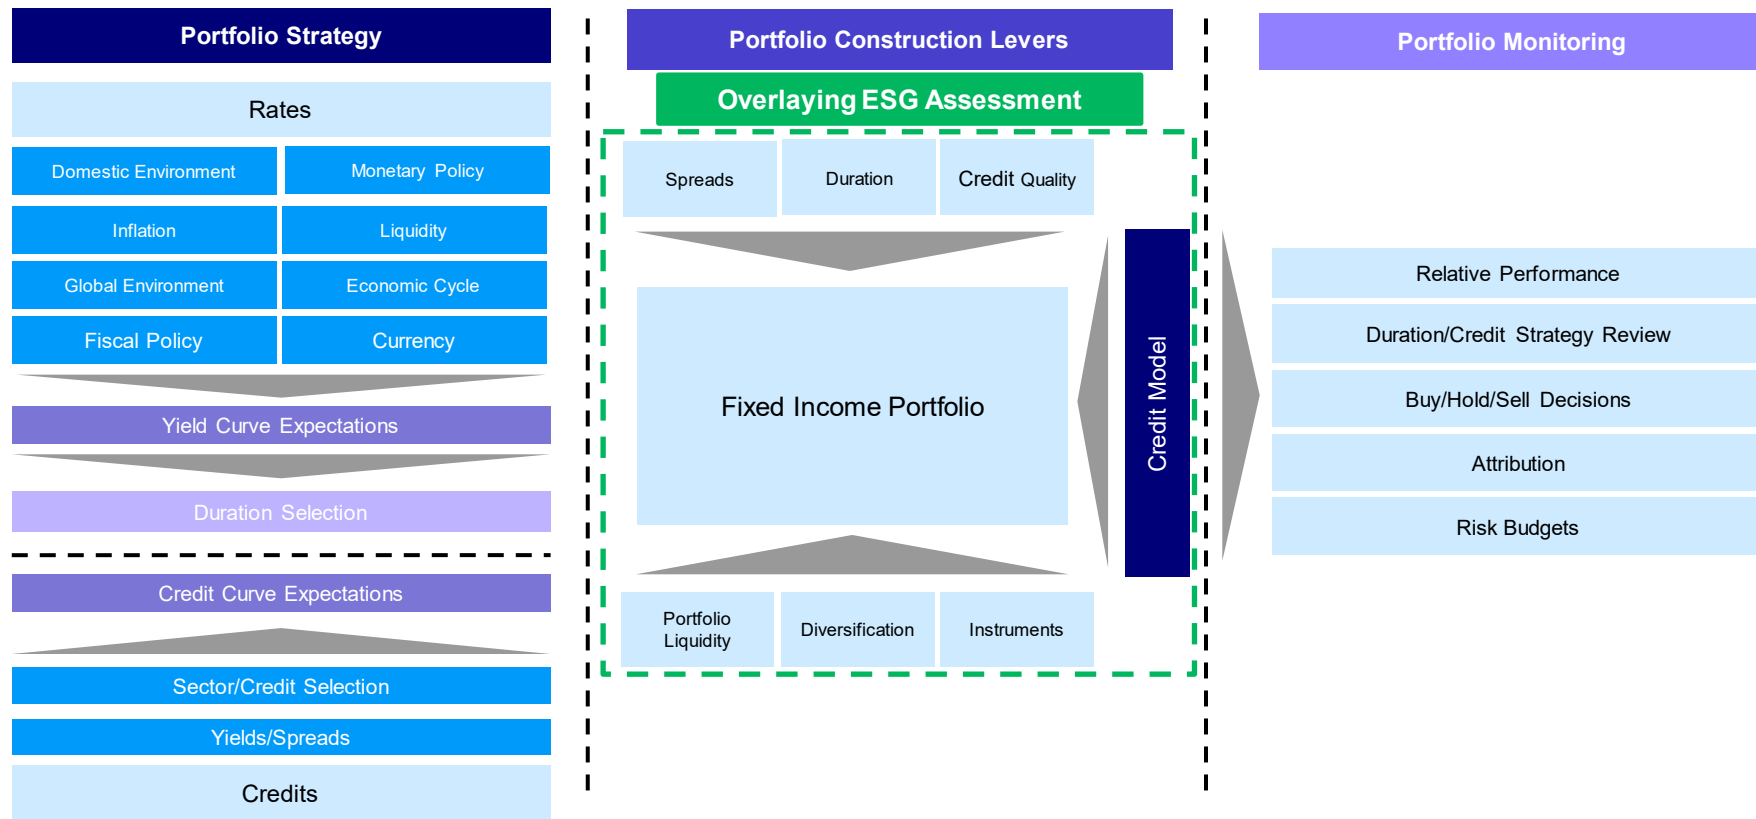 Portfolio Strategy
Rates
Domestic Environment
Monetary Policy
Inflation
Liquidity
Global Environment
Economic Cycle
Fiscal Policy
Currency
Yield Curve Expectations
Duration Selection
Credit Curve Expectations
Sector/Credit Selection
Yields/Spreads
Credits
Portfolio Construction Levers
Overlaying ESG Assessment
Spreads
Duration
Credit Quality
Fixed Income Portfolio
Credit Model
Portfolio
Liquidity
Diversification
Instruments
Portfolio Monitoring
Relative Performance
Duration/Credit Strategy Review
Buy/Hold/Sell Decisions
Attribution
Risk Budgets